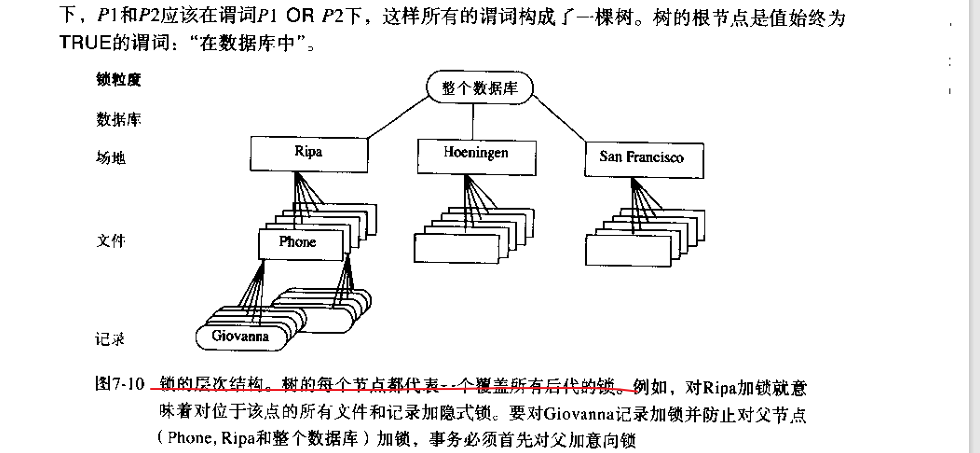 下，P1和P2应该在谓词P1 OR P2下，这样所有的谓词构成了一棵树。树的根节点是值始终为
TRUE的谓词：“在数据库中”。
锁粒度
整个数据库
数据库
场地
Ripa
Hoeningen
San Francisco
文件
Phone
记录
Giovanna
图7-10 锁的层次结构。树的每个节点都代表一个覆盖所有后代的锁。例如，对Ripa加锁就意
味着对位于该点的所有文件和记录加隐式锁。要对Giovanna记录加锁并防止对父节点
（Phone, Ripa和整个数据库）加锁，事务必须首先对父加意向锁